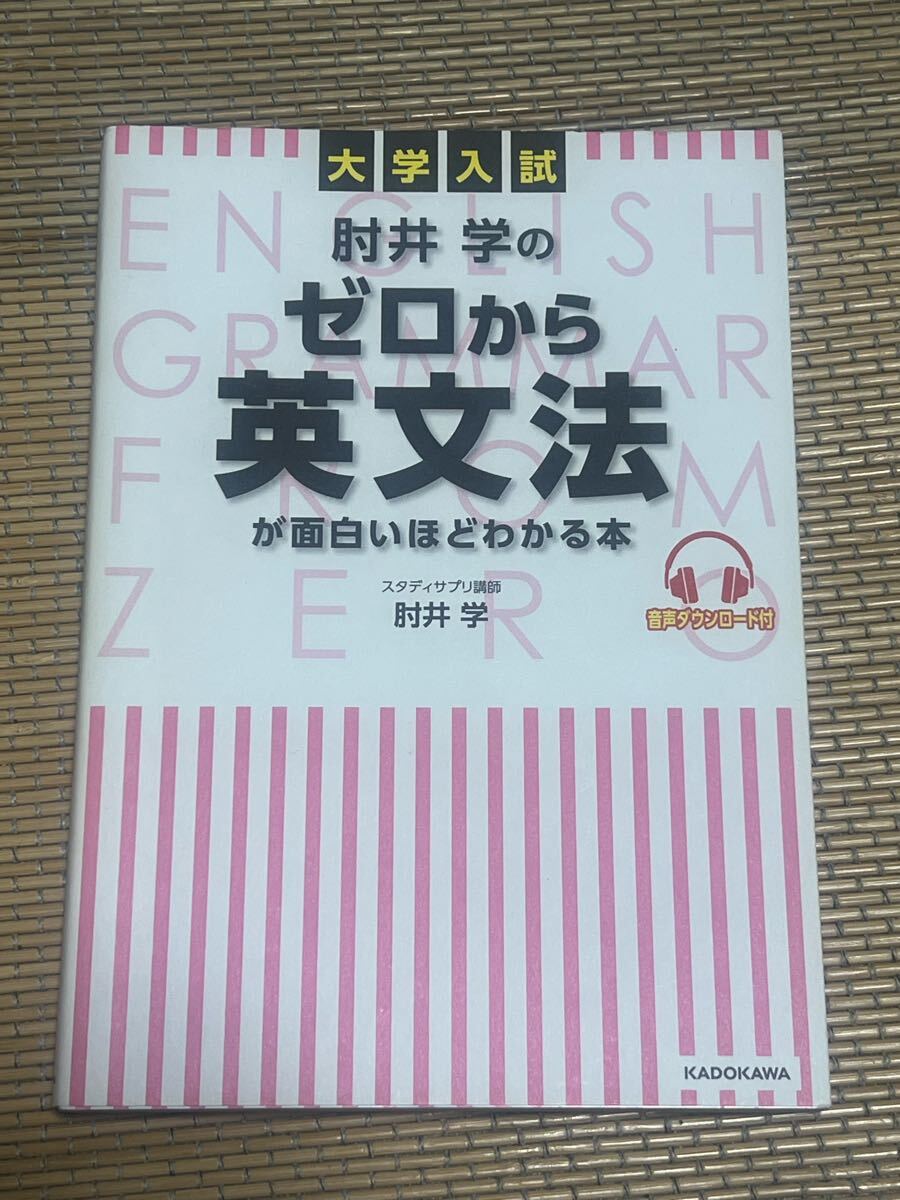 大学入試
ENGLISH
肘井 学の
ゼロから
GRAMMAR
英文法
FROM
が面白いほどわかる本
スタディサプリ講師
ZERO
肘井 学
音声ダウンロード付
KADOKAWA